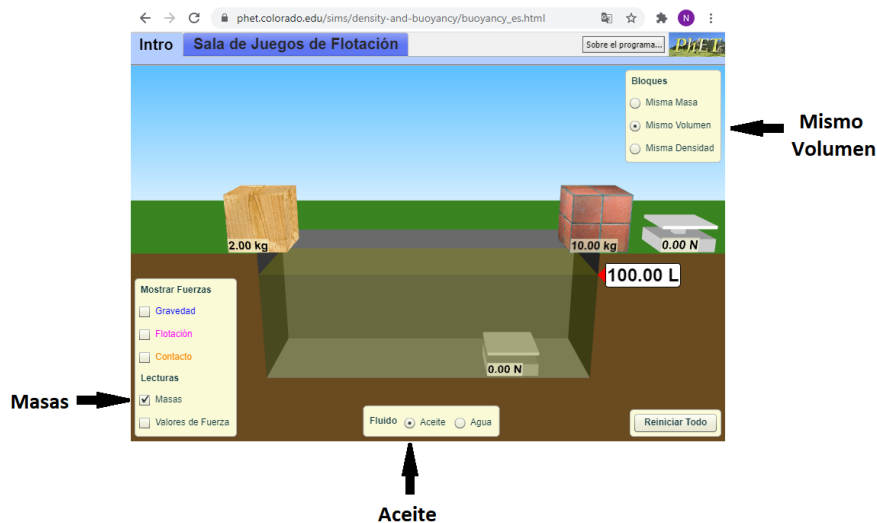 phet.colorado.edu/sims/density-and-buoyancy/buoyancy_es.html
N
Intro
Sala de Juegos de Flotación
Sobre el programa...
PhET
Bloques
Misma Masa
Mismo Volumen
Misma Densidad
Mismo
Volumen
2.00 kg
10.00 kg
0.00 N
100.00 L
Mostrar Fuerzas
Gravedad
Flotación
Contacto
Lecturas
Masas
Valores de Fuerza
Masas
0.00 N
Fluido
Aceite
Agua
Reiniciar Todo
Aceite